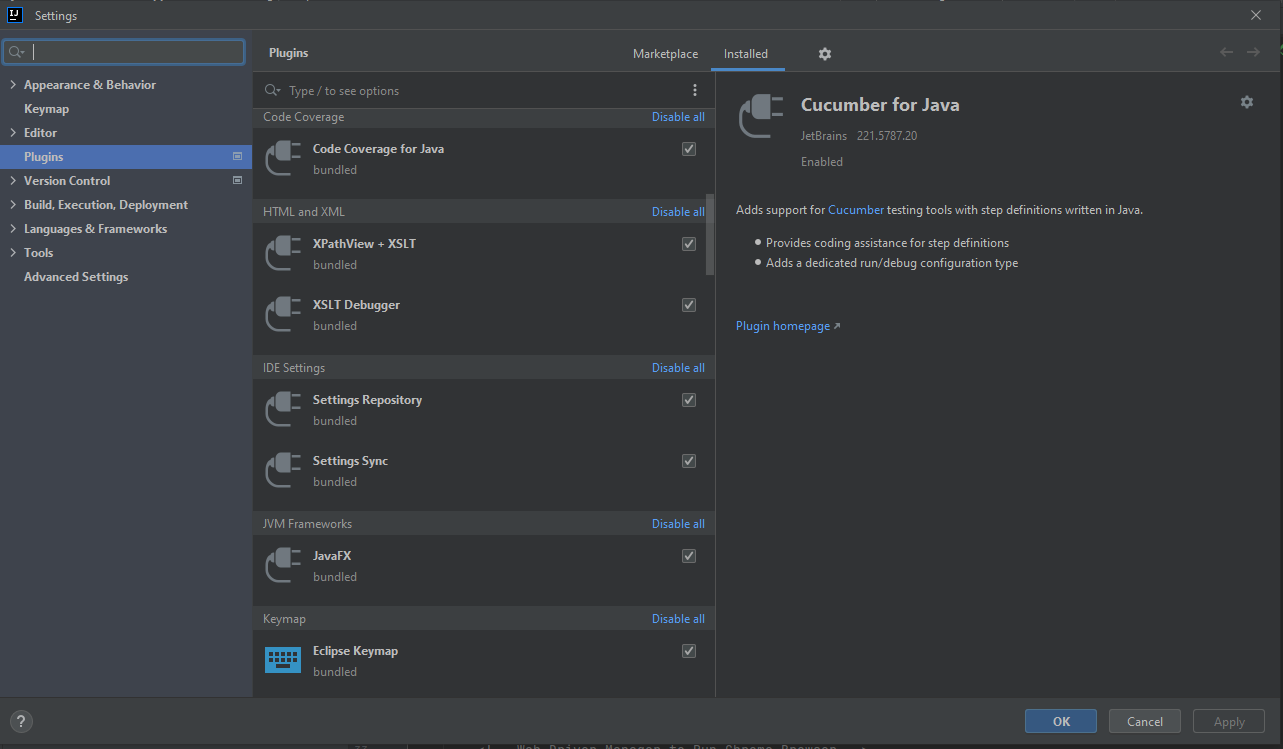 Settings
Plugins
Marketplace
Installed
Appearance & Behavior
Keymap
Editor
Plugins
Version Control
Build, Execution, Deployment
Languages & Frameworks
Tools
Advanced Settings
Type / to see options
Code Coverage Disable all
Code Coverage for Java
bundled
HTML and XML Disable all
XPathView + XSLT
bundled
XSLT Debugger
bundled
IDE Settings Disable all
Settings Repository
bundled
Settings Sync
bundled
JVM Frameworks Disable all
JavaFX
bundled
Keymap Disable all
Eclipse Keymap
bundled
Cucumber for Java
JetBrains 221.5787.20
Enabled
Adds support for Cucumber testing tools with step definitions written in Java.
Provides coding assistance for step definitions
Adds a dedicated run/debug configuration type
Plugin homepage ↗
?
OK Cancel Apply